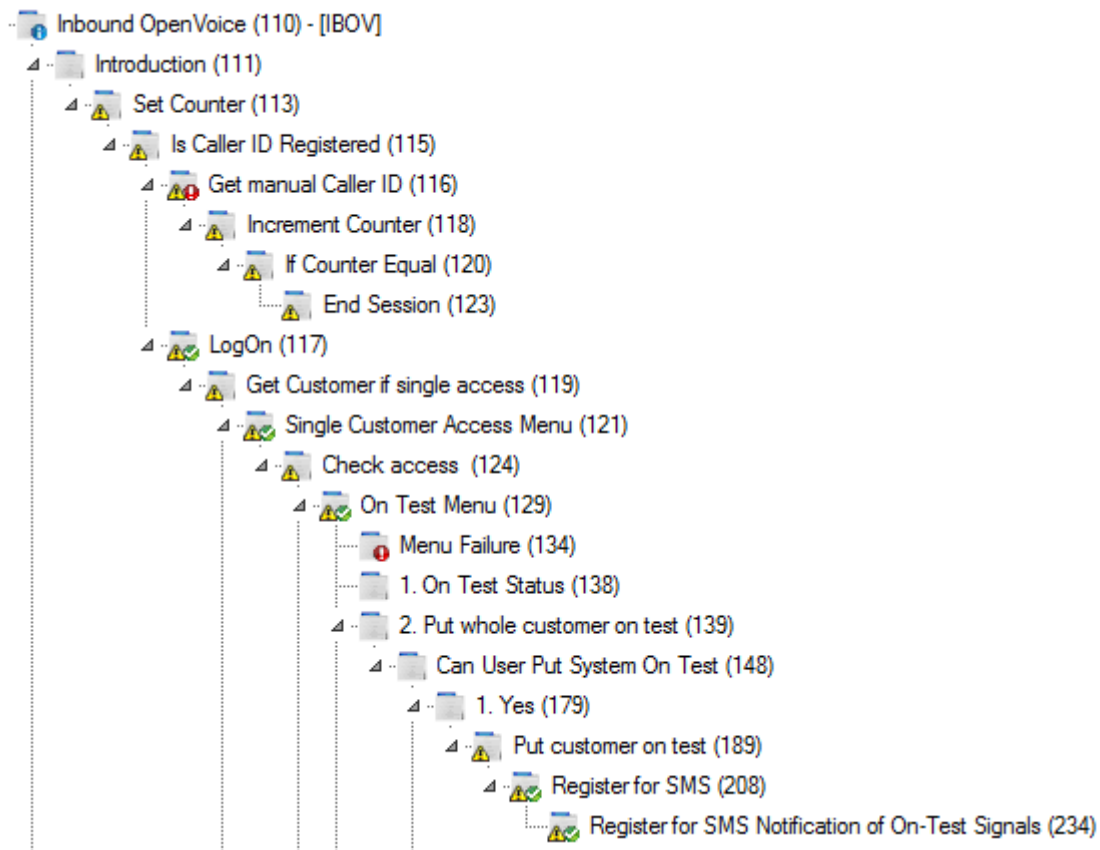 Inbound OpenVoice (110) - [IBOV]
Introduction (111)
Set Counter (113)
Is Caller ID Registered (115)
Get manual Caller ID (116)
Increment Counter (118)
If Counter Equal (120)
End Session (123)
LogOn (117)
Get Customer if single access (119)
Single Customer Access Menu (121)
Check access (124)
On Test Menu (129)
Menu Failure (134)
1. On Test Status (138)
2. Put whole customer on test (139)
Can User Put System On Test (148)
1. Yes (179)
Put customer on test (189)
Register for SMS (208)
Register for SMS Notification of On-Test Signals (234)